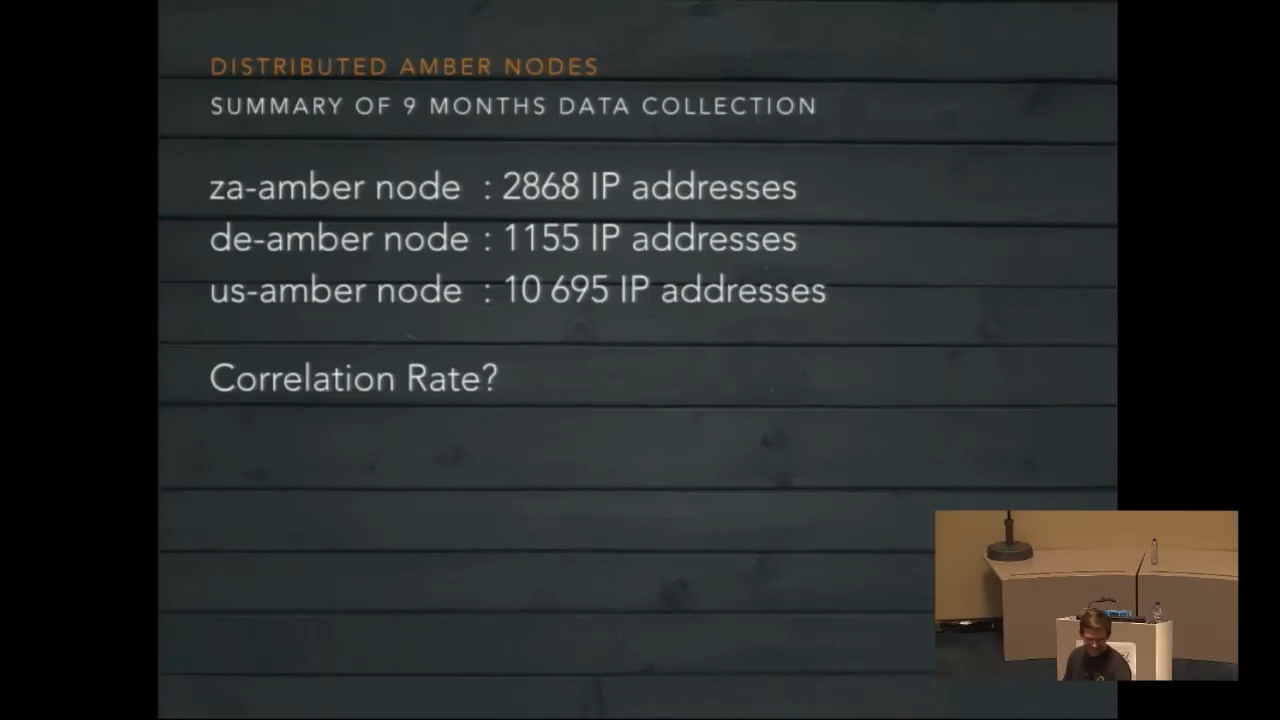 DISTRIBUTED AMBER NODES
SUMMARY OF 9 MONTHS DATA COLLECTION
za-amber node : 2868 IP addresses
de-amber node : 1155 IP addresses
us-amber node : 10 695 IP addresses
Correlation Rate?